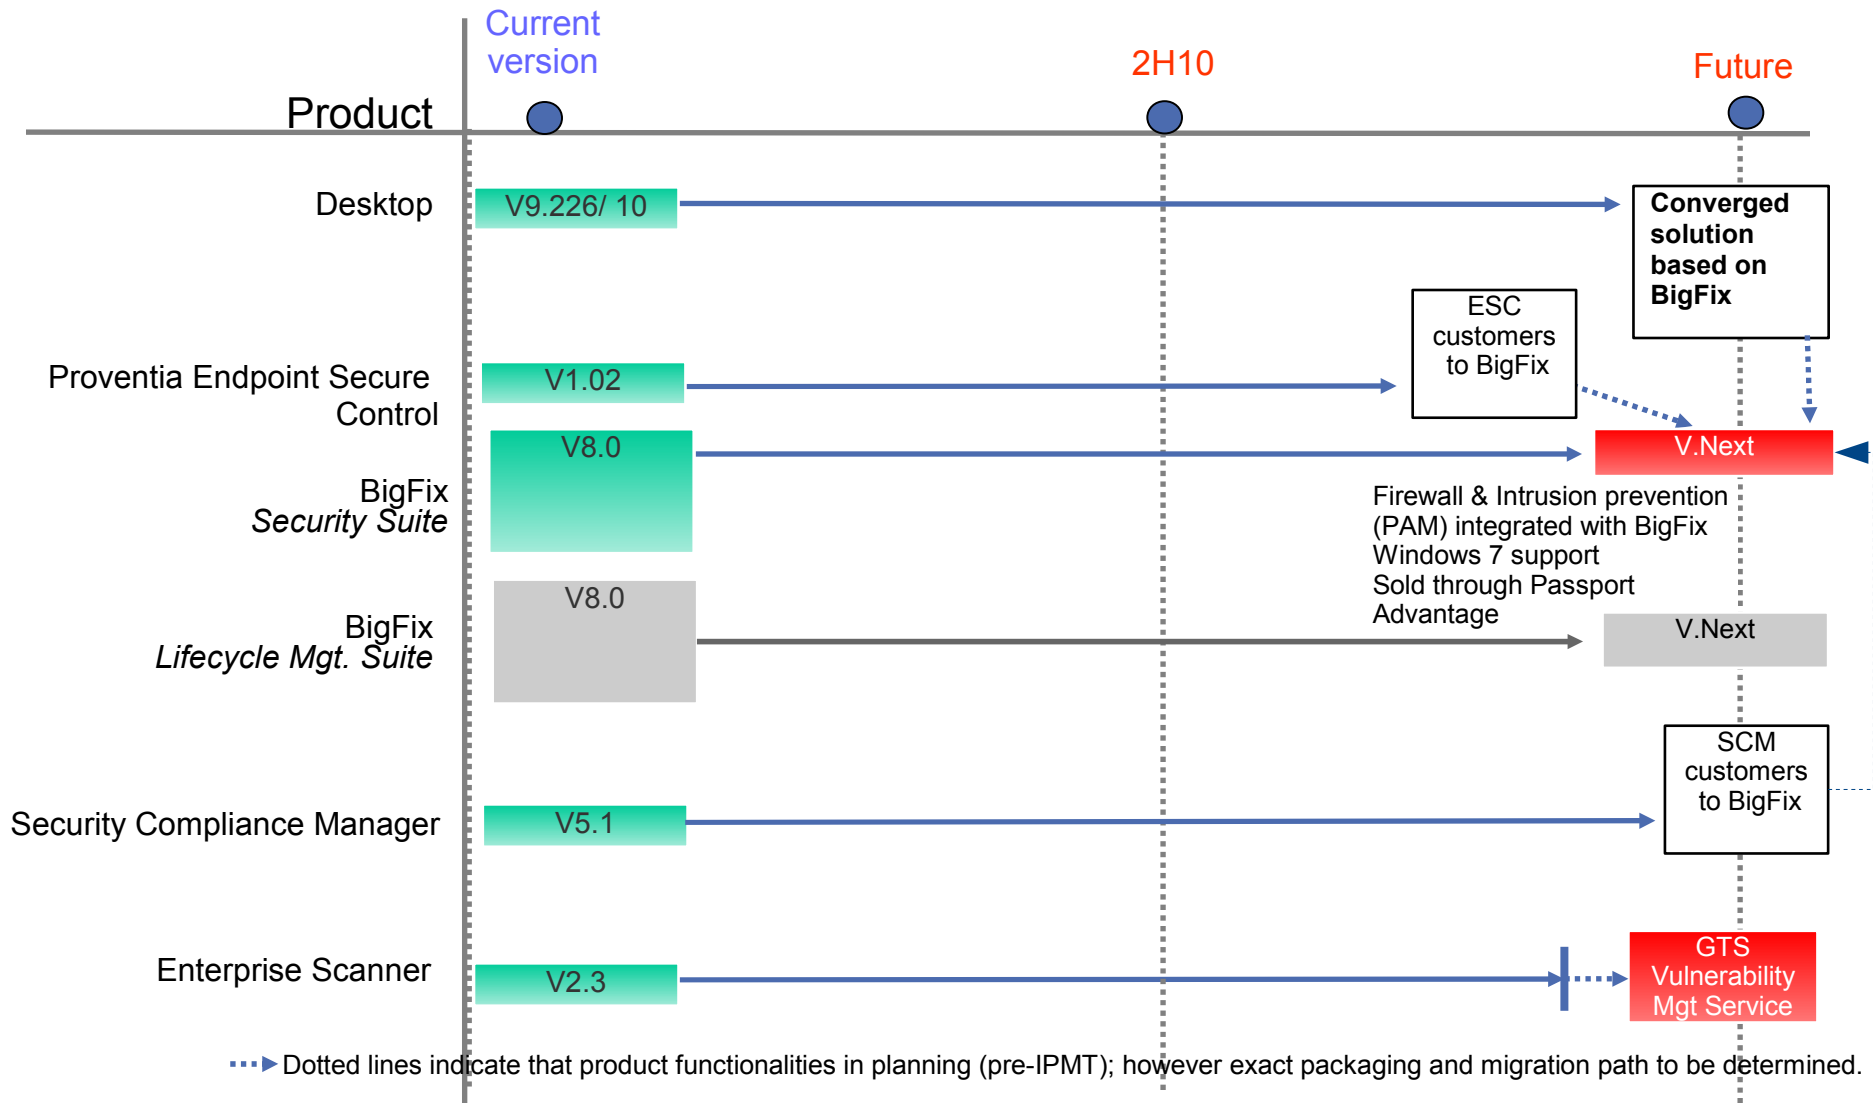 Current
version
2H10
Future
Product
Desktop
V9.226/ 10
Converged
solution
based on
BigFix
ESC
customers
to BigFix
Proventia Endpoint Secure
Control
V1.02
BigFix
Security Suite
V8.0
V.Next
Firewall & Intrusion prevention
(PAM) integrated with BigFix
Windows 7 support
Sold through Passport
Advantage
BigFix
Lifecycle Mgt. Suite
V8.0
V.Next
SCM
customers
to BigFix
Security Compliance Manager
V5.1
Enterprise Scanner
V2.3
GTS
Vulnerability
Mgt Service
Dotted lines indicate that product functionalities in planning (pre-IPMT); however exact packaging and migration path to be determined.